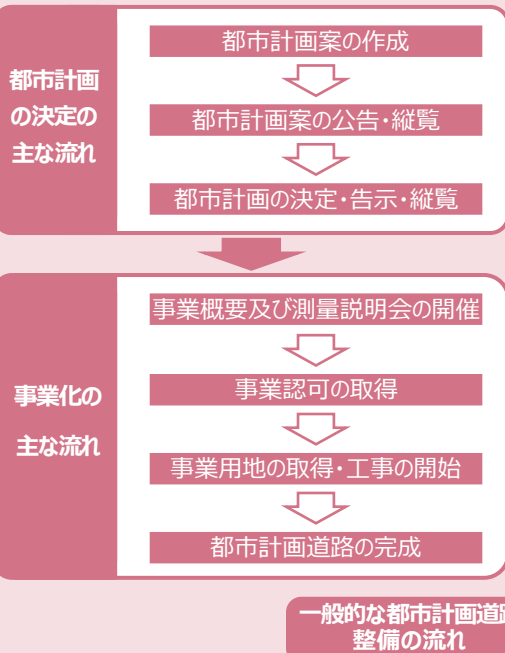 都市計画
の決定の
主な流れ
都市計画案の作成
都市計画案の公告・縦覧
都市計画の決定・告示・縦覧
事業化の
主な流れ
事業概要及び測量説明会の開催
事業認可の取得
事業用地の取得・工事の開始
都市計画道路の完成
一般的な都市計画道路
整備の流れ